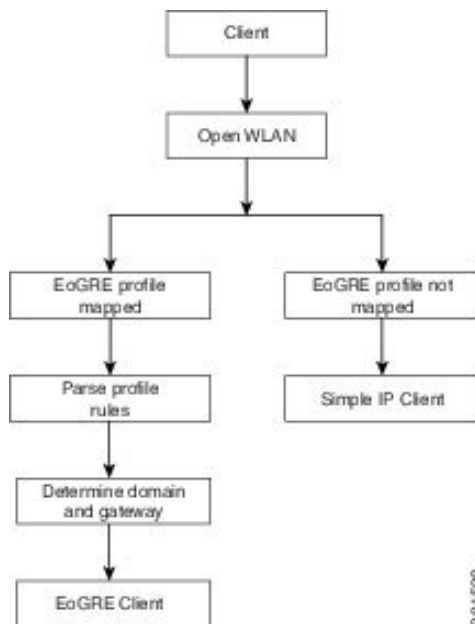 Client
Open WLAN
EoGRE profile
mapped
EoGRE profile not
mapped
Parse profile
rules
Simple IP Client
Determine domain
and gateway
EoGRE Client